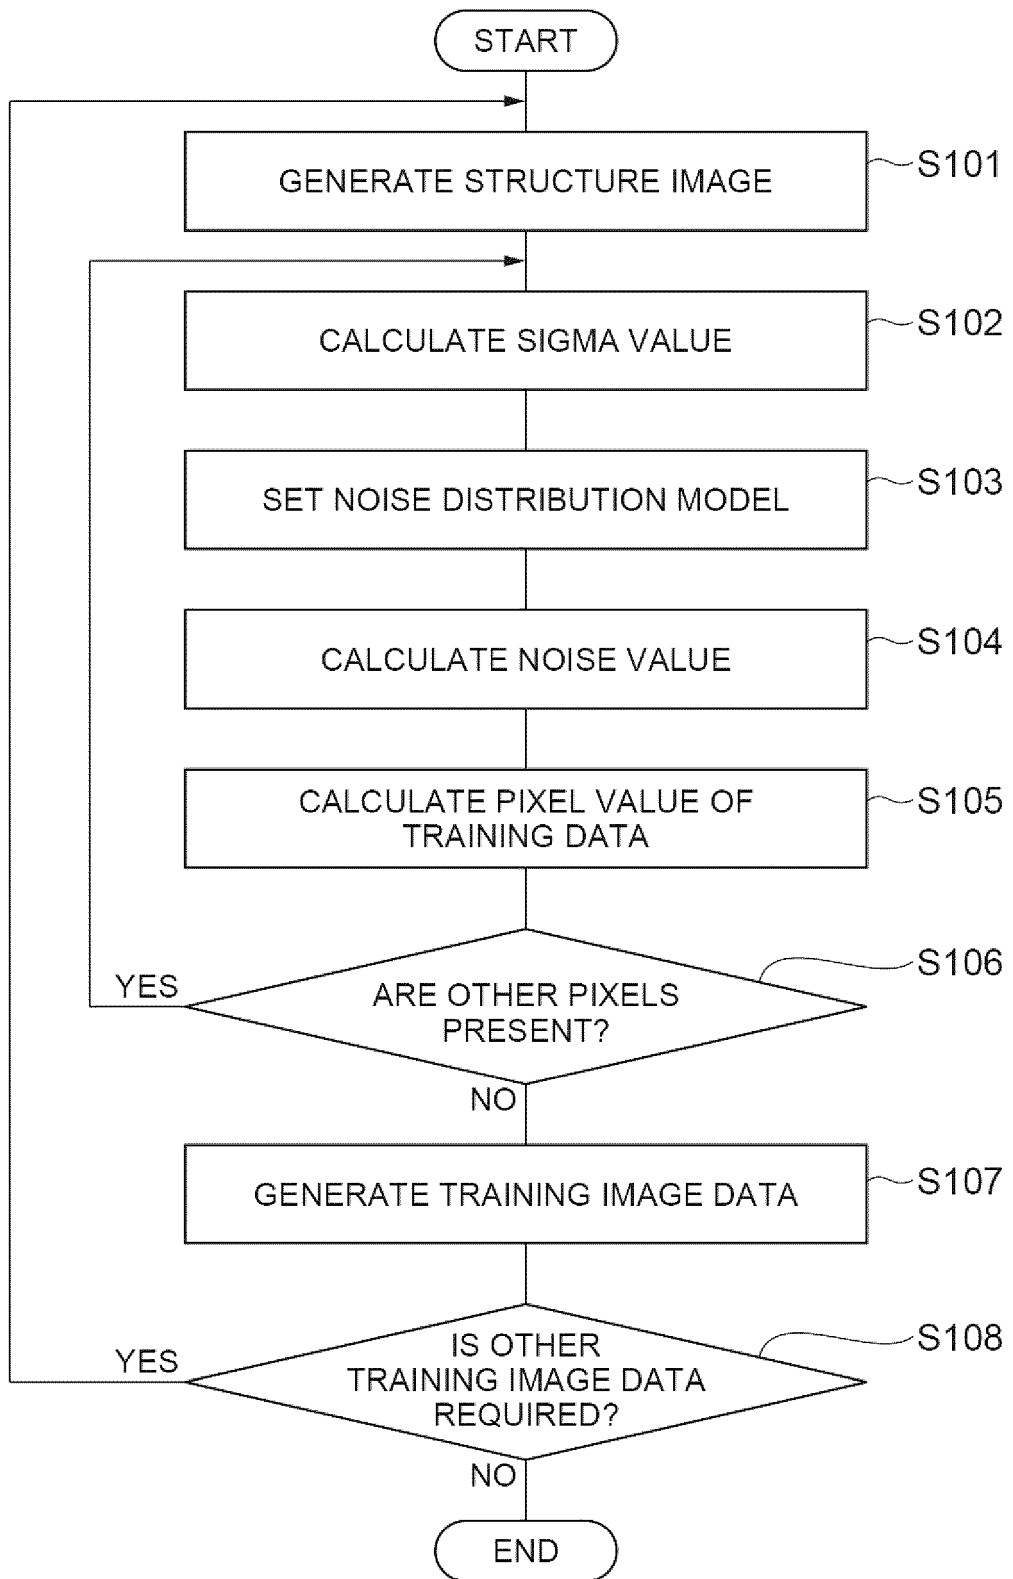 START
GENERATE STRUCTURE IMAGE
S101
CALCULATE SIGMA VALUE
S102
SET NOISE DISTRIBUTION MODEL
S103
CALCULATE NOISE VALUE
S104
CALCULATE PIXEL VALUE OF
TRAINING DATA
S105
ARE OTHER PIXELS
PRESENT?
S106
YES
NO
GENERATE TRAINING IMAGE DATA
S107
IS OTHER
TRAINING IMAGE DATA
REQUIRED?
S108
YES
NO
END